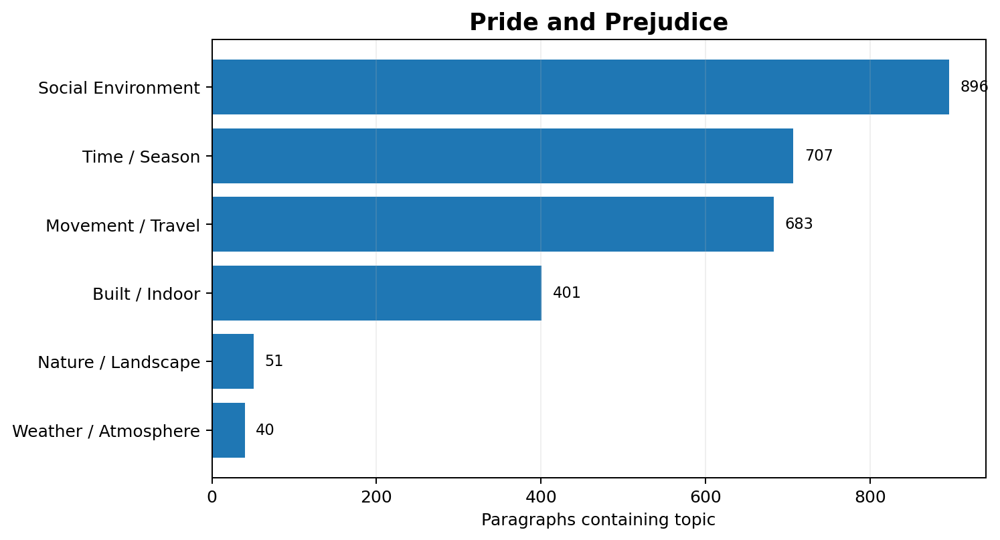 Pride and Prejudice
Social Environment 896
Time / Season 707
Movement / Travel 683
Built / Indoor 401
Nature / Landscape 51
Weather / Atmosphere 40
0 200 400 600 800
Paragraphs containing topic